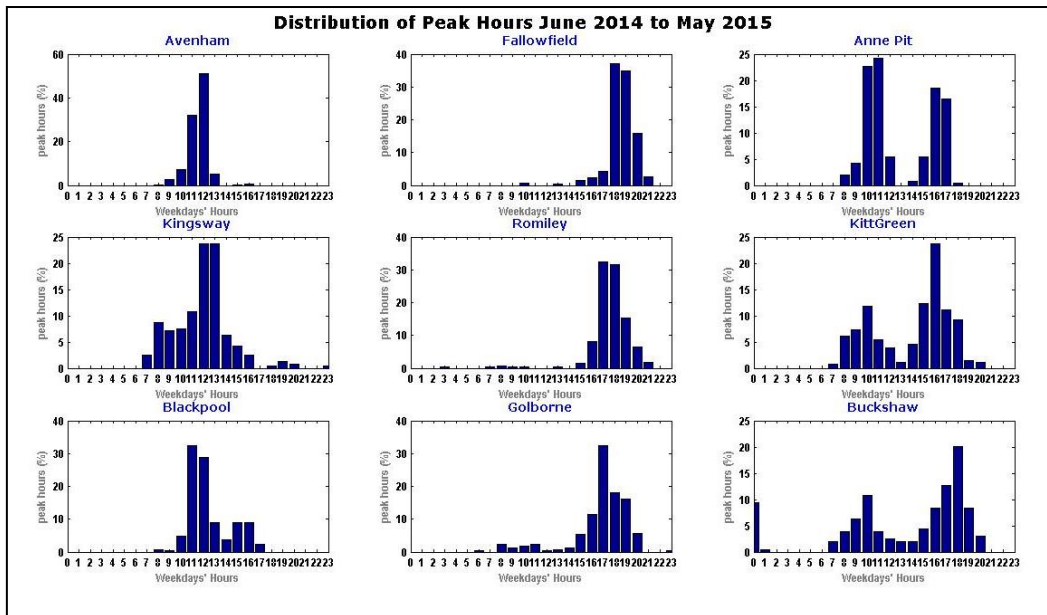 Distribution of Peak Hours June 2014 to May 2015
Avenham Fallowfield Anne Pit
60
40
20
0
peak hours (%)
0 1 2 3 4 5 6 7 8 9 10 11 12 13 14 15 16 17 18 19 20 21 22 23
Weekdays' Hours
40
30
20
10
0
peak hours (%)
0 1 2 3 4 5 6 7 8 9 10 11 12 13 14 15 16 17 18 19 20 21 22 23
Weekdays' Hours
25
20
15
10
5
0
peak hours (%)
0 1 2 3 4 5 6 7 8 9 10 11 12 13 14 15 16 17 18 19 20 21 22 23
Weekdays' Hours
Kingsway Romiley KittGreen
25
20
15
10
5
0
peak hours (%)
0 1 2 3 4 5 6 7 8 9 10 11 12 13 14 15 16 17 18 19 20 21 22 23
40
30
20
10
0
peak hours (%)
0 1 2 3 4 5 6 7 8 9 10 11 12 13 14 15 16 17 18 19 20 21 22 23
25
20
15
10
5
0
peak hours (%)
0 1 2 3 4 5 6 7 8 9 10 11 12 13 14 15 16 17 18 19 20 21 22 23
Weekdays' Hours
Blackpool Golborne Buckshaw
40
30
20
10
0
peak hours (%)
0 1 2 3 4 5 6 7 8 9 10 11 12 13 14 15 16 17 18 19 20 21 22 23
Weekdays' Hours
40
30
20
10
0
peak hours (%)
0 1 2 3 4 5 6 7 8 9 10 11 12 13 14 15 16 17 18 19 20 21 22 23
Weekdays' Hours
25
20
15
10
5
0
peak hours (%)
0 1 2 3 4 5 6 7 8 9 10 11 12 13 14 15 16 17 18 19 20 21 22 23
Weekdays' Hours